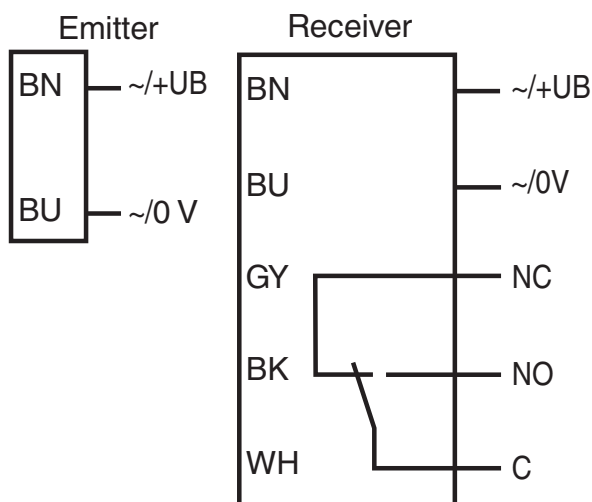 Emitter
BN ~/+UB
BU ~/0 V
Receiver
BN ~/+UB
BU ~/0V
GY NC
BK NO
WH C